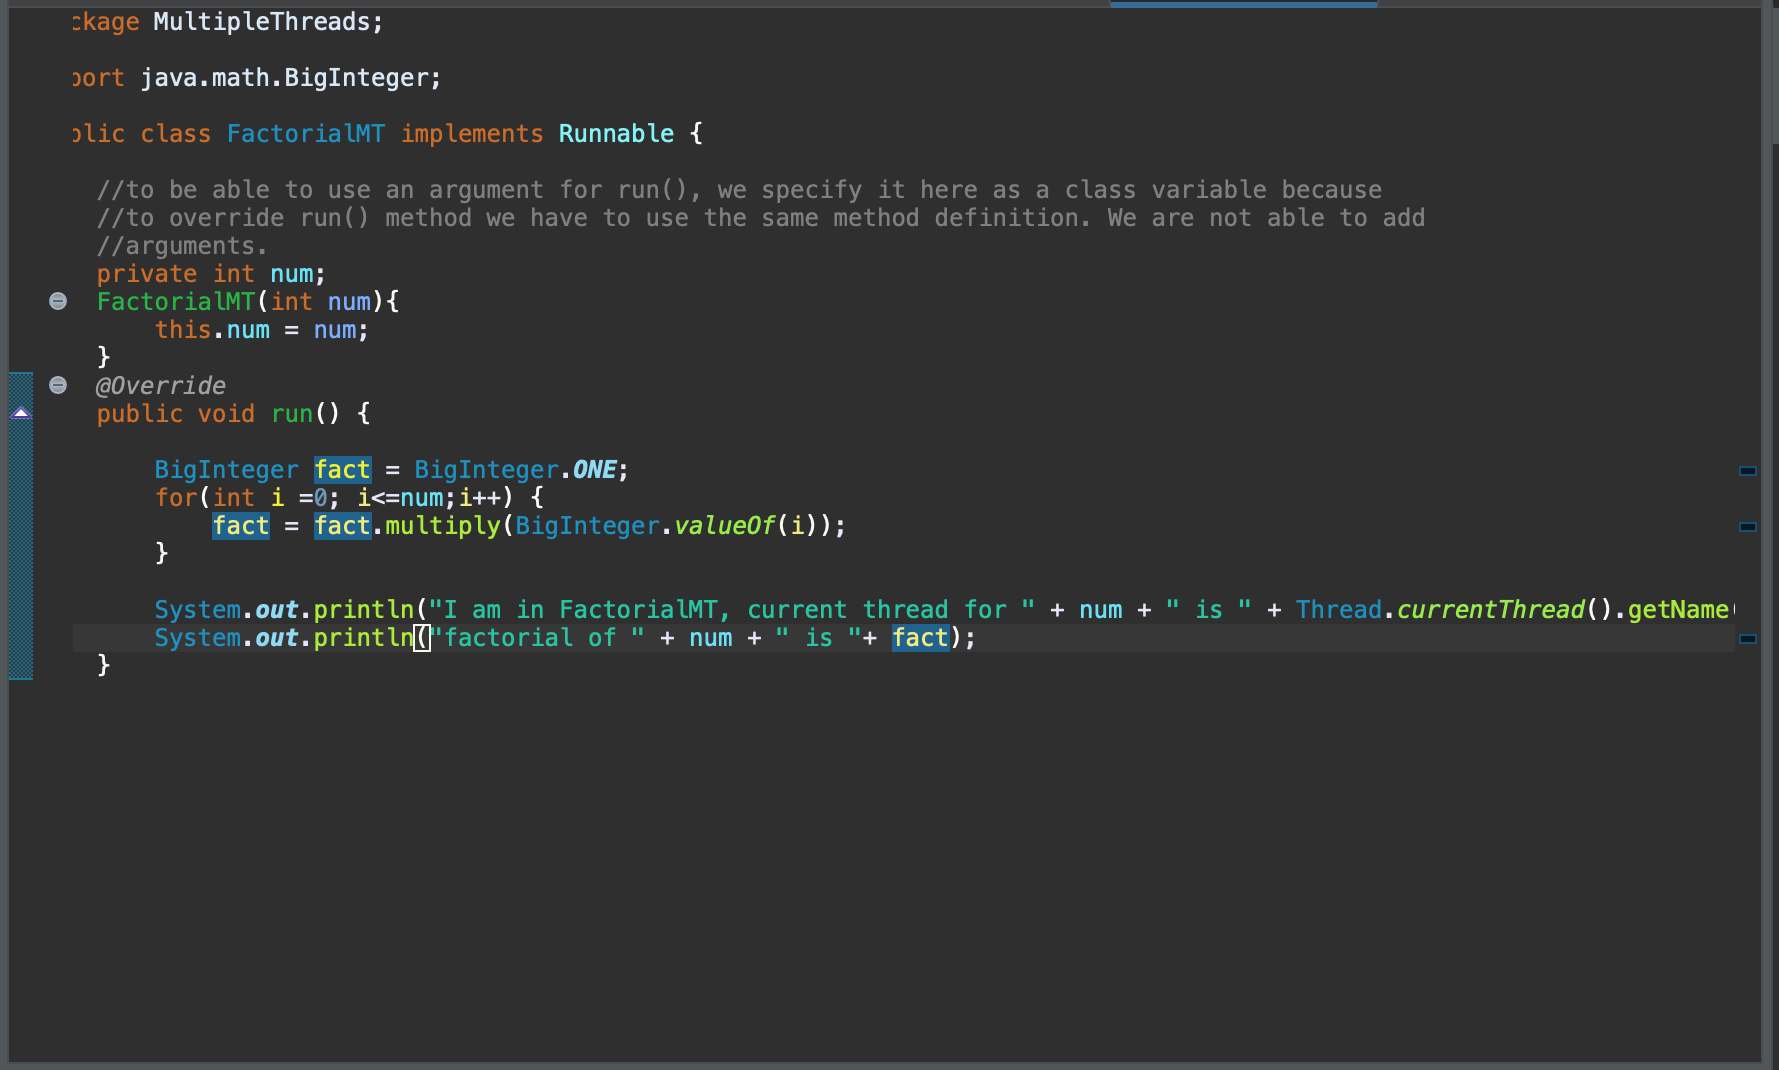 ckage MultipleThreads;
port java.math.BigInteger;
blic class FactorialMT implements Runnable {
//to be able to use an argument for run(), we specify it here as a class variable because
//to override run() method we have to use the same method definition. We are not able to add
//arguments.
private int num;
FactorialMT(int num){
this.num = num;
}
@Override
public void run() {
BigInteger fact = BigInteger.ONE;
for(int i =0; i<=num;i++) {
fact = fact.multiply(BigInteger.valueOf(i));
}
System.out.println("I am in FactorialMT, current thread for " + num + " is " + Thread.currentThread().getName(
System.out.println("factorial of " + num + " is "+ fact);
}